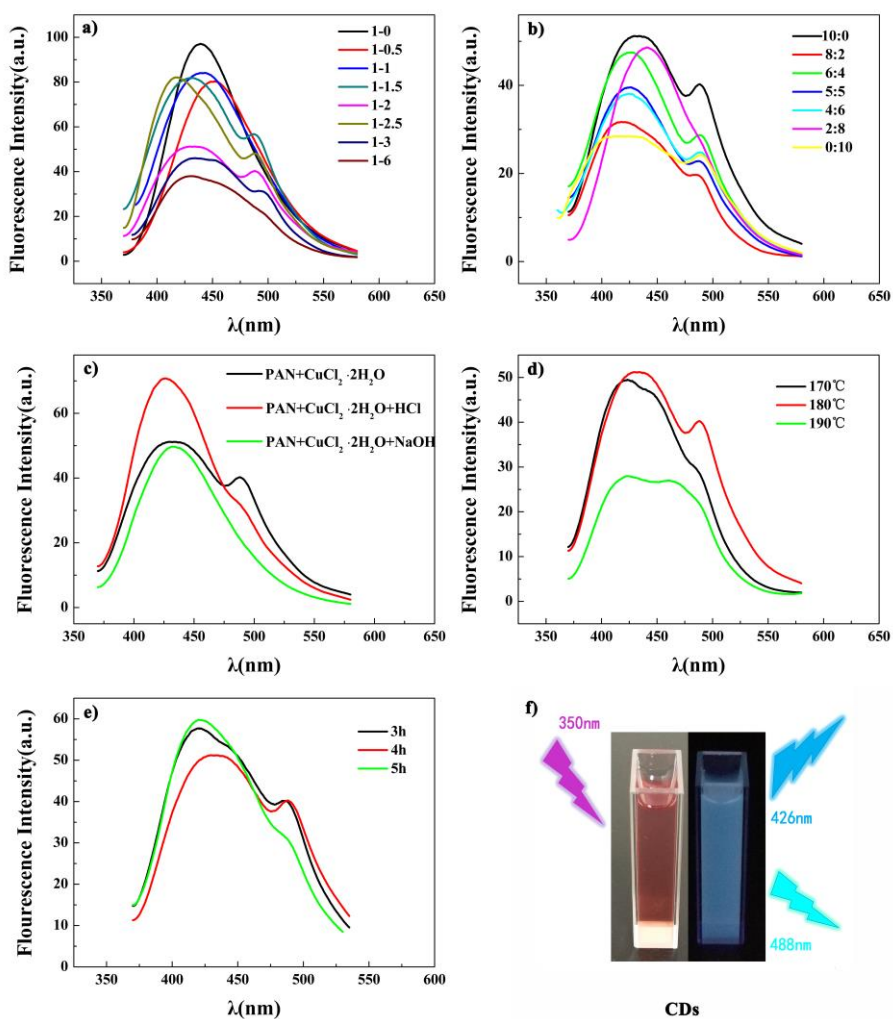 a)
1-0
1-0.5
1-1
1-1.5
1-2
1-2.5
1-3
1-6
Fluorescence Intensity(a.u.)
100
80
60
40
20
0
350 400 450 500 550 600 650
λ(nm)
b)
10:0
8:2
6:4
5:5
4:6
2:8
0:10
Fluorescence Intensity(a.u.)
40
20
0
350 400 450 500 550 600 650
λ(nm)
c)
PAN+CuCl₂ ·2H₂O
PAN+CuCl₂ ·2H₂O+HCl
PAN+CuCl₂ ·2H₂O+NaOH
Fluorescence Intensity(a.u.)
60
40
20
0
350 400 450 500 550 600 650
λ(nm)
d)
170℃
180℃
190℃
Fluorescence Intensity(a.u.)
50
40
30
20
10
0
350 400 450 500 550 600 650
λ(nm)
e)
3h
4h
5h
Flourescence Intensity(a.u.)
60
50
40
30
20
10
0
350 400 450 500 550 600 650
λ(nm)
f)
350nm
426nm
488nm
CDs